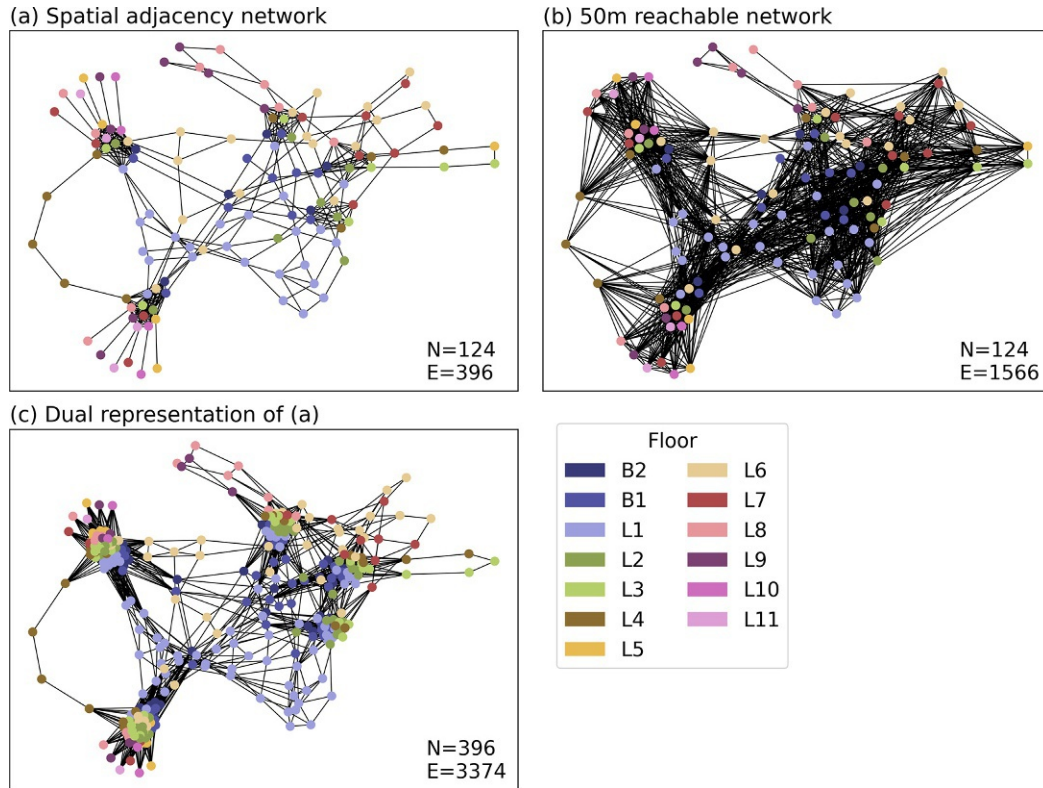 (a) Spatial adjacency network
N=124
E=396
(b) 50m reachable network
N=124
E=1566
(c) Dual representation of (a)
N=396
E=3374
Floor
B2
B1
L1
L2
L3
L4
L5
L6
L7
L8
L9
L10
L11